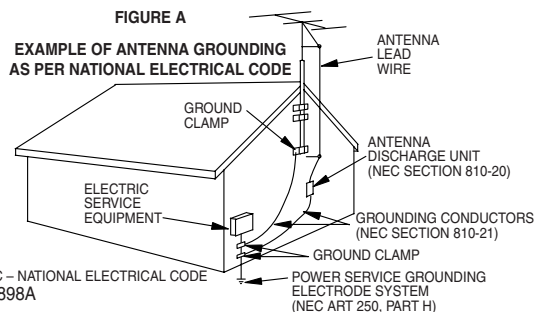 FIGURE A
EXAMPLE OF ANTENNA GROUNDING
AS PER NATIONAL ELECTRICAL CODE
ANTENNA
LEAD
WIRE
GROUND
CLAMP
ANTENNA
DISCHARGE UNIT
(NEC SECTION 810-20)
ELECTRIC
SERVICE
EQUIPMENT
GROUNDING CONDUCTORS
(NEC SECTION 810-21)
GROUND CLAMP
POWER SERVICE GROUNDING
ELECTRODE SYSTEM
(NEC ART 250, PART H)
C – NATIONAL ELECTRICAL CODE
898A